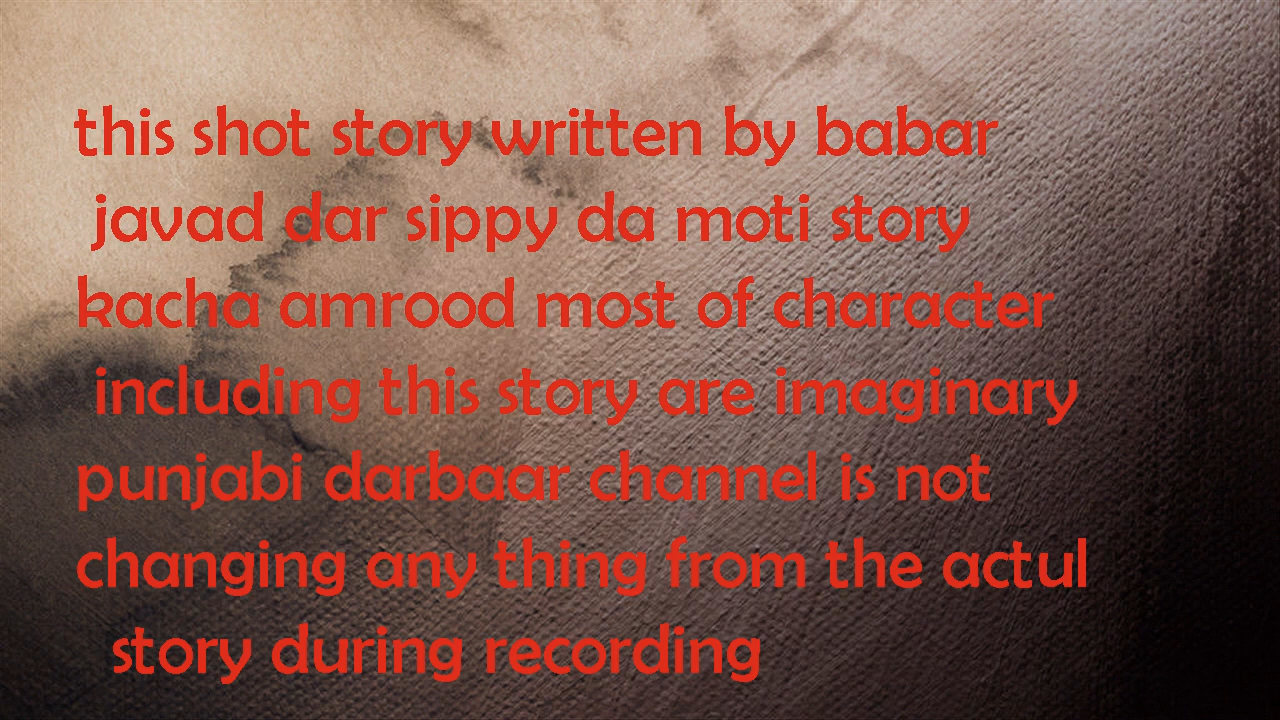 this shot story written by babar
javad dar sippy da moti story
kacha amrood most of character
including this story are imaginary
punjabi darbaar channel is not
changing any thing from the actul
story during recording